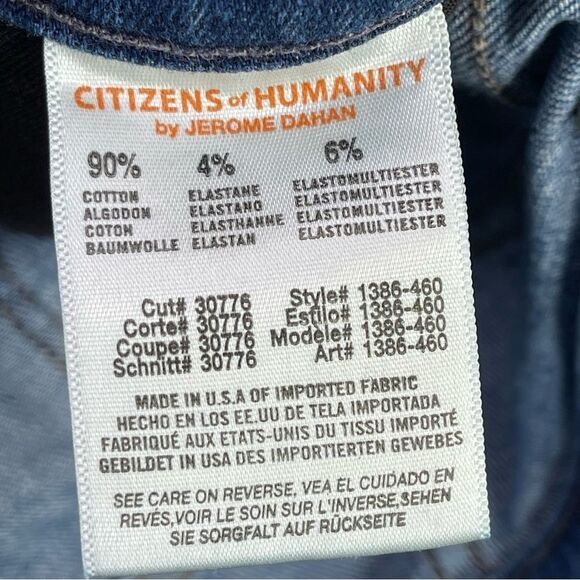 CITIZENS of HUMANITY
by JEROME DAHAN
90% 4% 6%
COTTON ELASTANE ELASTOMULTIESTER
ALGODON ELASTANO ELASTOMULTIESTER
COTON ELASTHANNE ELASTOMULTIESTER
BAUMWOLLE ELASTAN ELASTOMULTIESTER
Cut# 30776 Style# 1386-460
Corte# 30776 Estilo# 1386-460
Coupe# 30776 Modèle# 1386-460
Schnitt# 30776 Art# 1386-460
MADE IN U.S.A OF IMPORTED FABRIC
HECHO EN LOS EE.UU DE TELA IMPORTADA
FABRIQUÉ AUX ETATS-UNIS DU TISSU IMPORTÉ
GEBILDET IN USA DES IMPORTIERTEN GEWEBES
SEE CARE ON REVERSE, VEA EL CUIDADO EN
REVÉS,VOIR LE SOIN SUR L'INVERSE,SEHEN
SIE SORGFALT AUF RÜCKSEITE